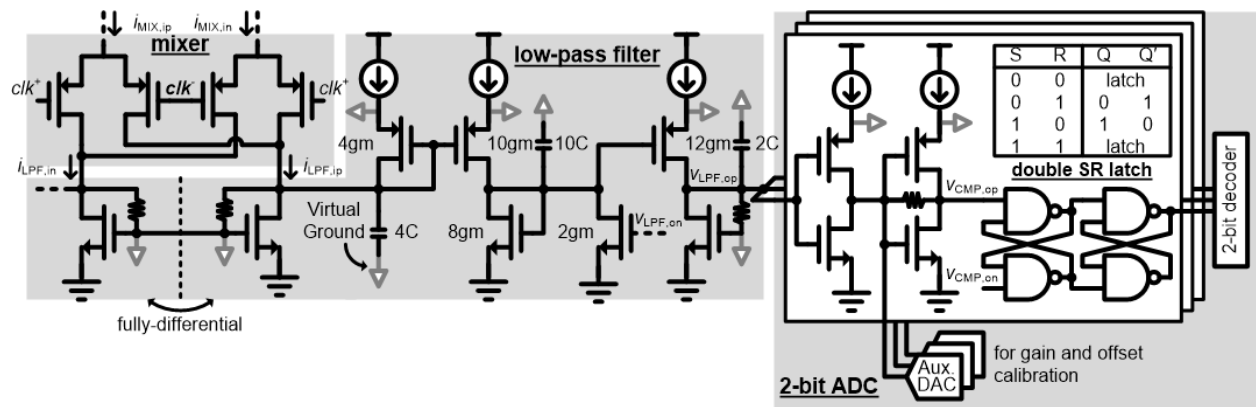 i_MIX,ip i_MIX,in
mixer
clk+ clk- clk+
i_LPF,in i_LPF,ip
fully-differential
low-pass filter
4gm 10gm 10C 12gm 2C
v_LPF,op
Virtual
Ground
4C 8gm 2gm v_LPF,on
S R Q Q'
0 0 latch
0 1 0 1
1 0 1 0
1 1 latch
double SR latch
v_CMP,op
v_CMP,on
2-bit decoder
Aux.
DAC
for gain and offset
calibration
2-bit ADC